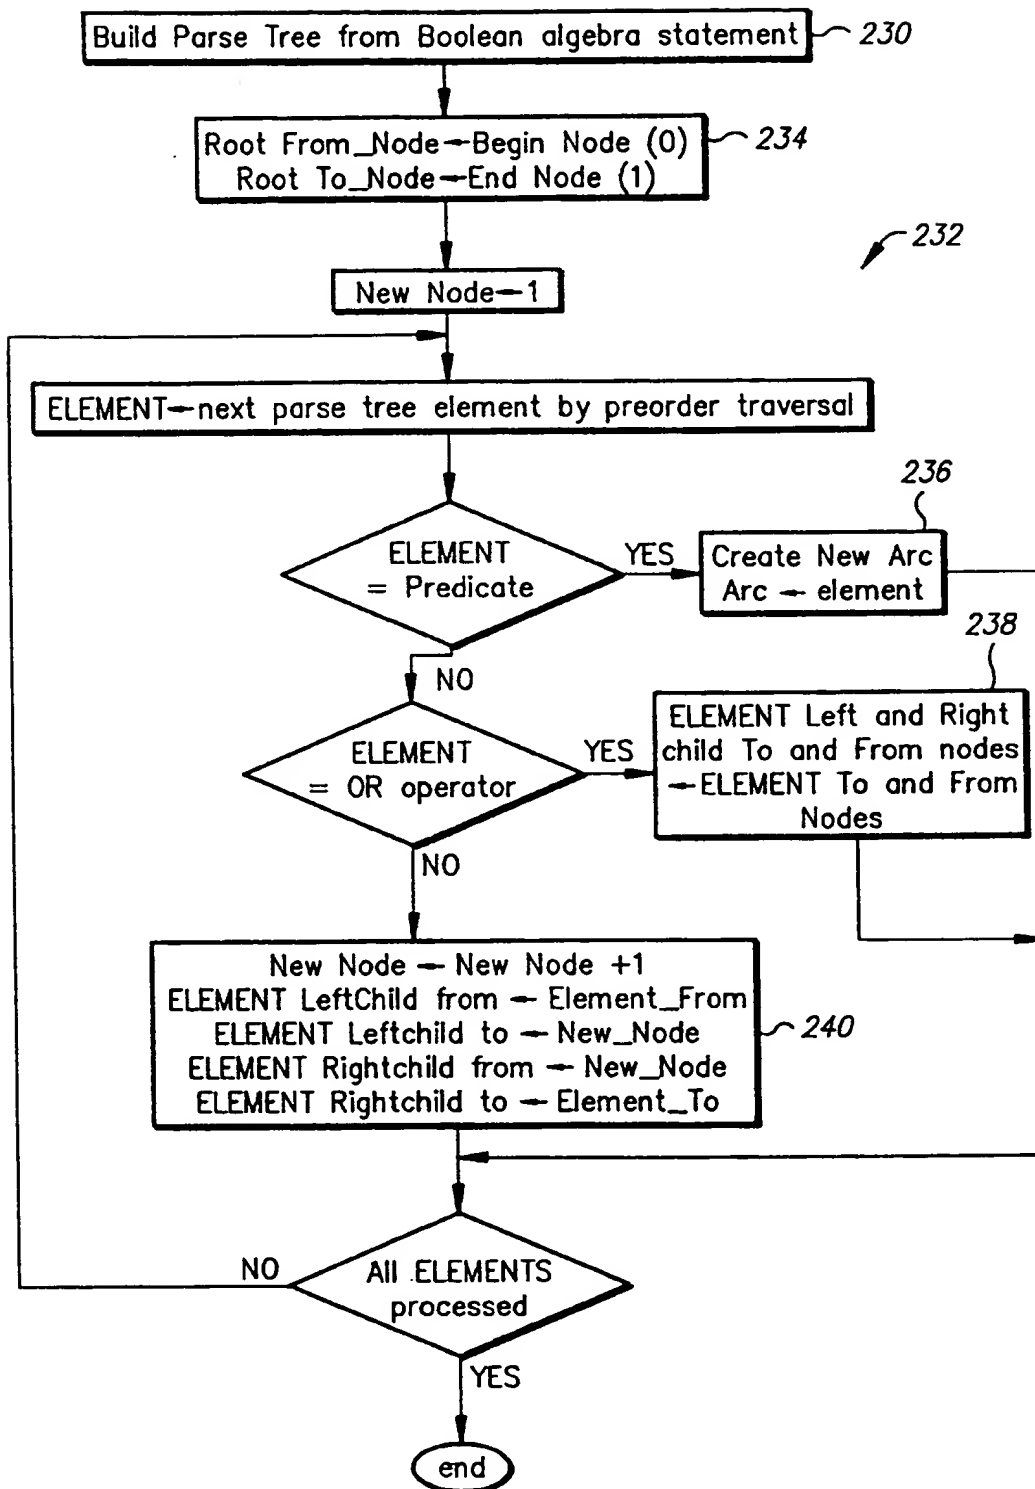 Build Parse Tree from Boolean algebra statement
230
Root From_Node←Begin Node (0)
Root To_Node←End Node (1)
234
232
New Node←1
ELEMENT←next parse tree element by preorder traversal
236
ELEMENT
= Predicate
YES
Create New Arc
Arc ← element
NO
238
ELEMENT
= OR operator
YES
ELEMENT Left and Right
child To and From nodes
←ELEMENT To and From
Nodes
NO
New Node ← New Node +1
ELEMENT LeftChild from ← Element_From
ELEMENT Leftchild to ← New_Node
ELEMENT Rightchild from ← New_Node
ELEMENT Rightchild to ← Element_To
240
NO
All ELEMENTS
processed
YES
end